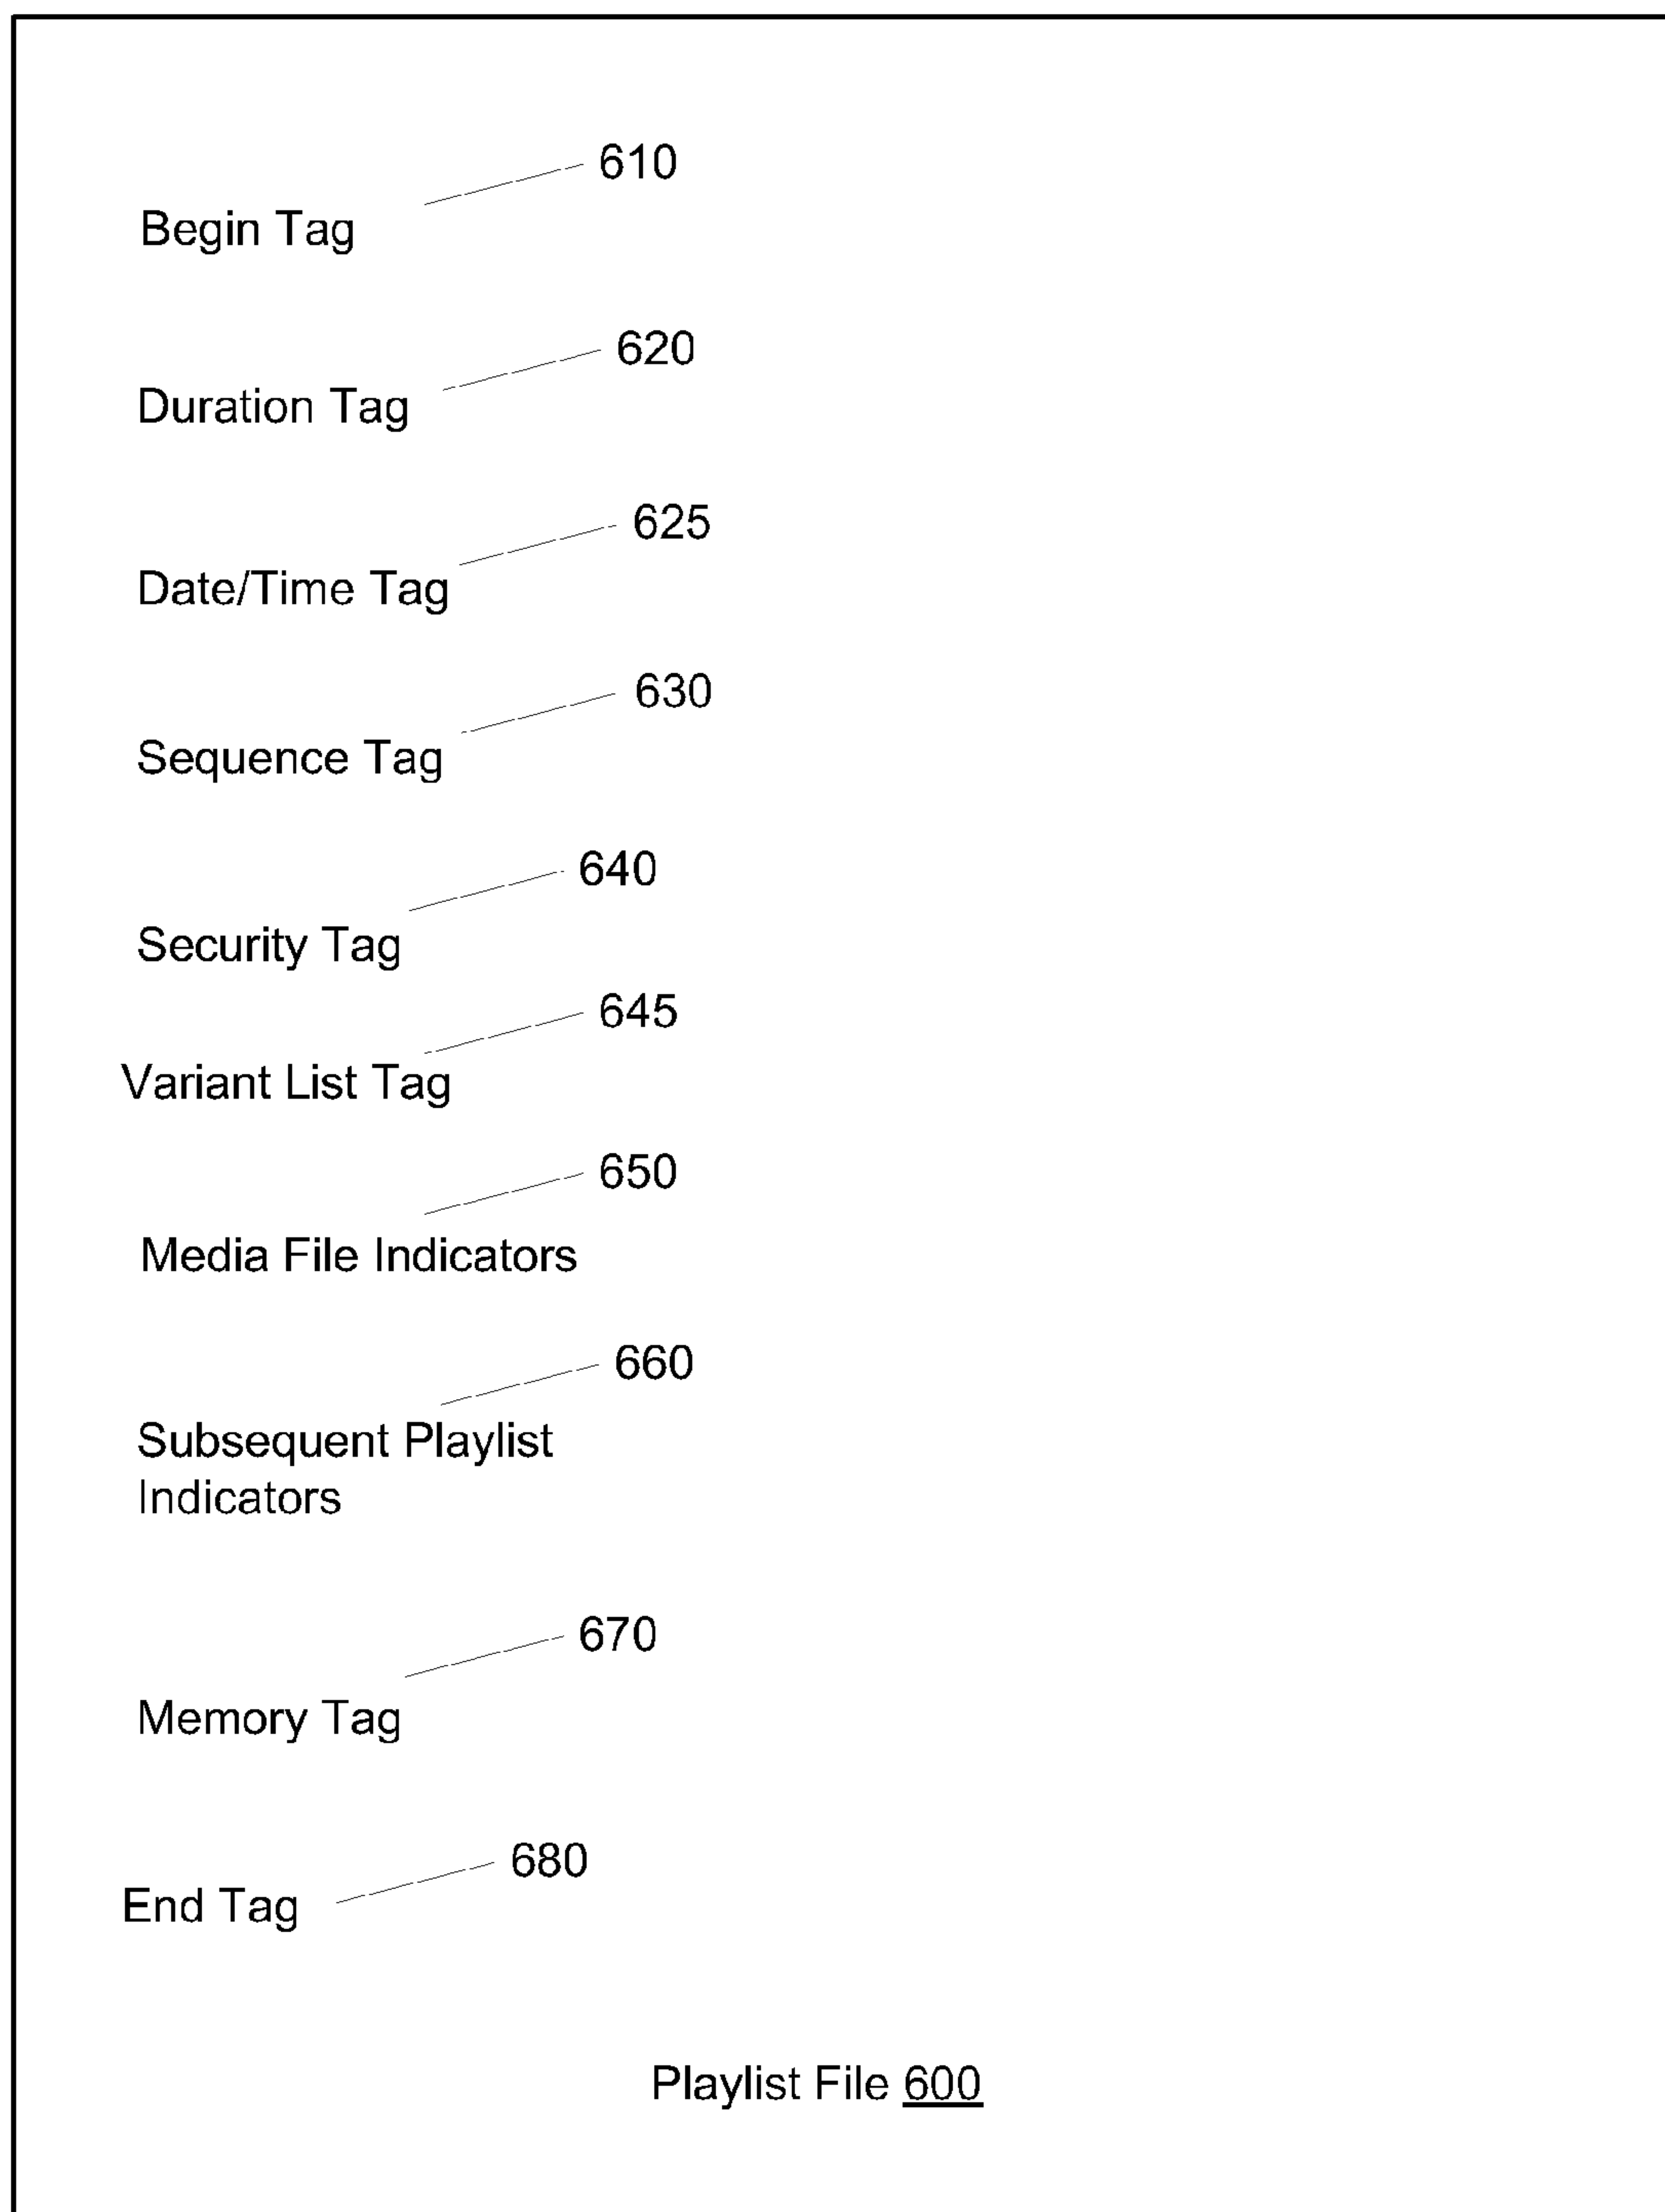 610
Begin Tag
620
Duration Tag
625
Date/Time Tag
630
Sequence Tag
640
Security Tag
645
Variant List Tag
650
Media File Indicators
660
Subsequent Playlist
Indicators
670
Memory Tag
680
End Tag
Playlist File 600